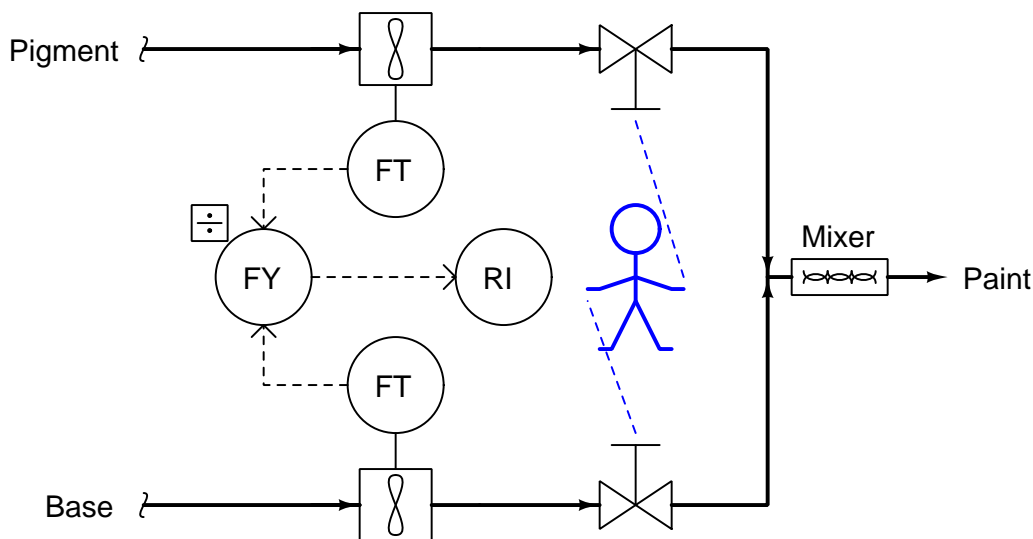 Pigment
FT
÷
FY
RI
Mixer
Paint
FT
Base